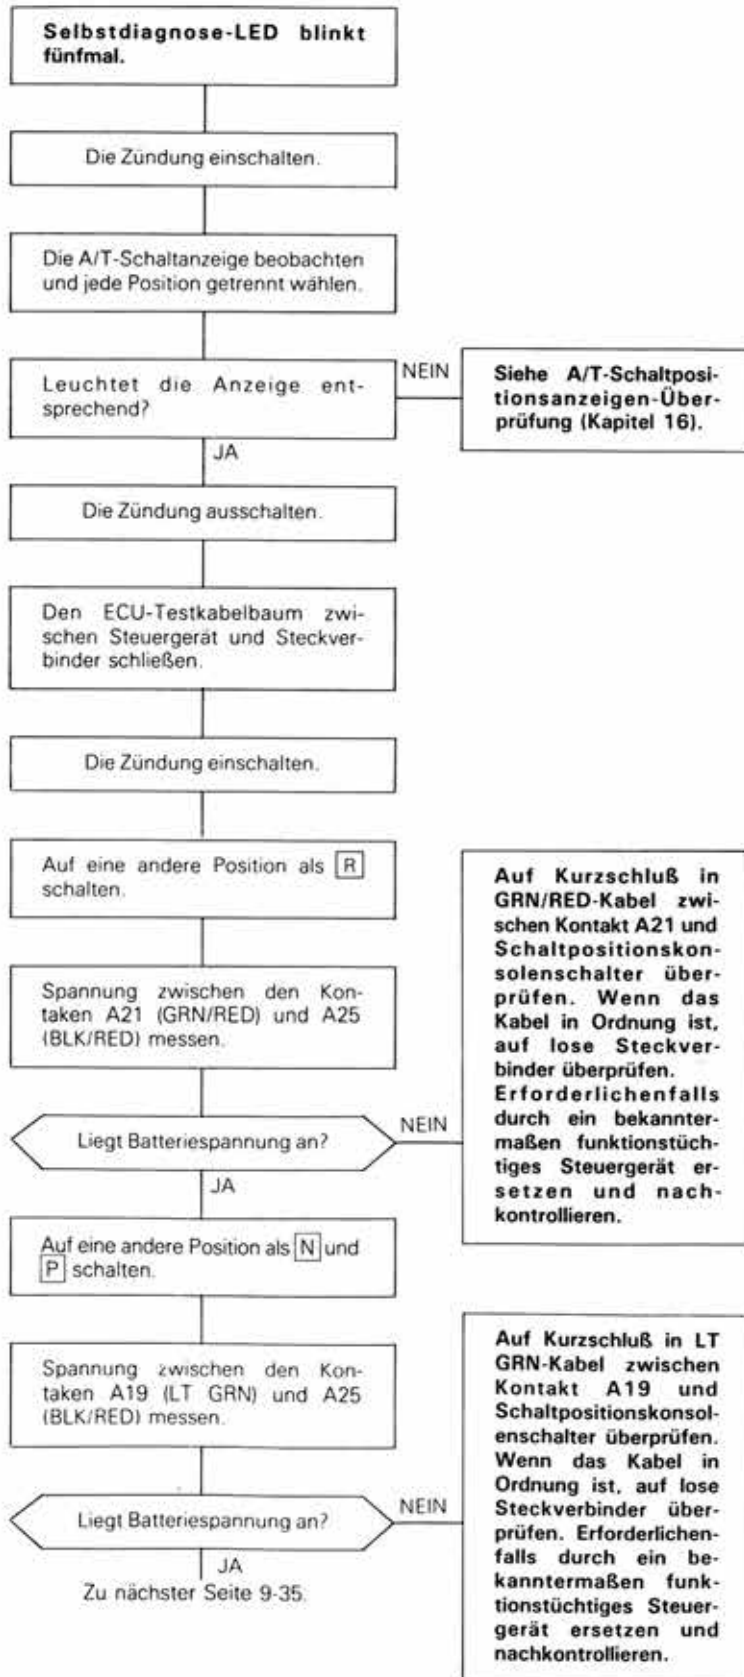 Selbstdiagnose-LED blinkt
fünfmal.
Die Zündung einschalten.
Die A/T-Schaltanzeige beobachten
und jede Position getrennt wählen.
Leuchtet die Anzeige ent-
sprechend?
NEIN
Siehe A/T-Schaltposi-
tionsanzeigen-Über-
prüfung (Kapitel 16).
JA
Die Zündung ausschalten.
Den ECU-Testkabelbaum zwi-
schen Steuergerät und Steckver-
binder schließen.
Die Zündung einschalten.
Auf eine andere Position als R
schalten.
Spannung zwischen den Kon-
taken A21 (GRN/RED) und A25
(BLK/RED) messen.
Liegt Batteriespannung an?
NEIN
Auf Kurzschluß in
GRN/RED-Kabel zwi-
schen Kontakt A21 und
Schaltpositionskon-
solenschalter über-
prüfen. Wenn das
Kabel in Ordnung ist,
auf lose Steckver-
binder überprüfen.
Erforderlichenfalls
durch ein bekannter-
maßen funktionstüch-
tiges Steuergerät er-
setzen und nach-
kontrollieren.
JA
Auf eine andere Position als N und
P schalten.
Spannung zwischen den Kon-
taken A19 (LT GRN) und A25
(BLK/RED) messen.
Liegt Batteriespannung an?
NEIN
Auf Kurzschluß in LT
GRN-Kabel zwischen
Kontakt A19 und
Schaltpositionskonsol-
enschalter überprüfen.
Wenn das Kabel in
Ordnung ist, auf lose
Steckverbinder über-
prüfen. Erforderlichen-
falls durch ein be-
kanntermaßen funk-
tionstüchtiges Steuer-
gerät ersetzen und
nachkontrollieren.
JA
Zu nächster Seite 9-35.